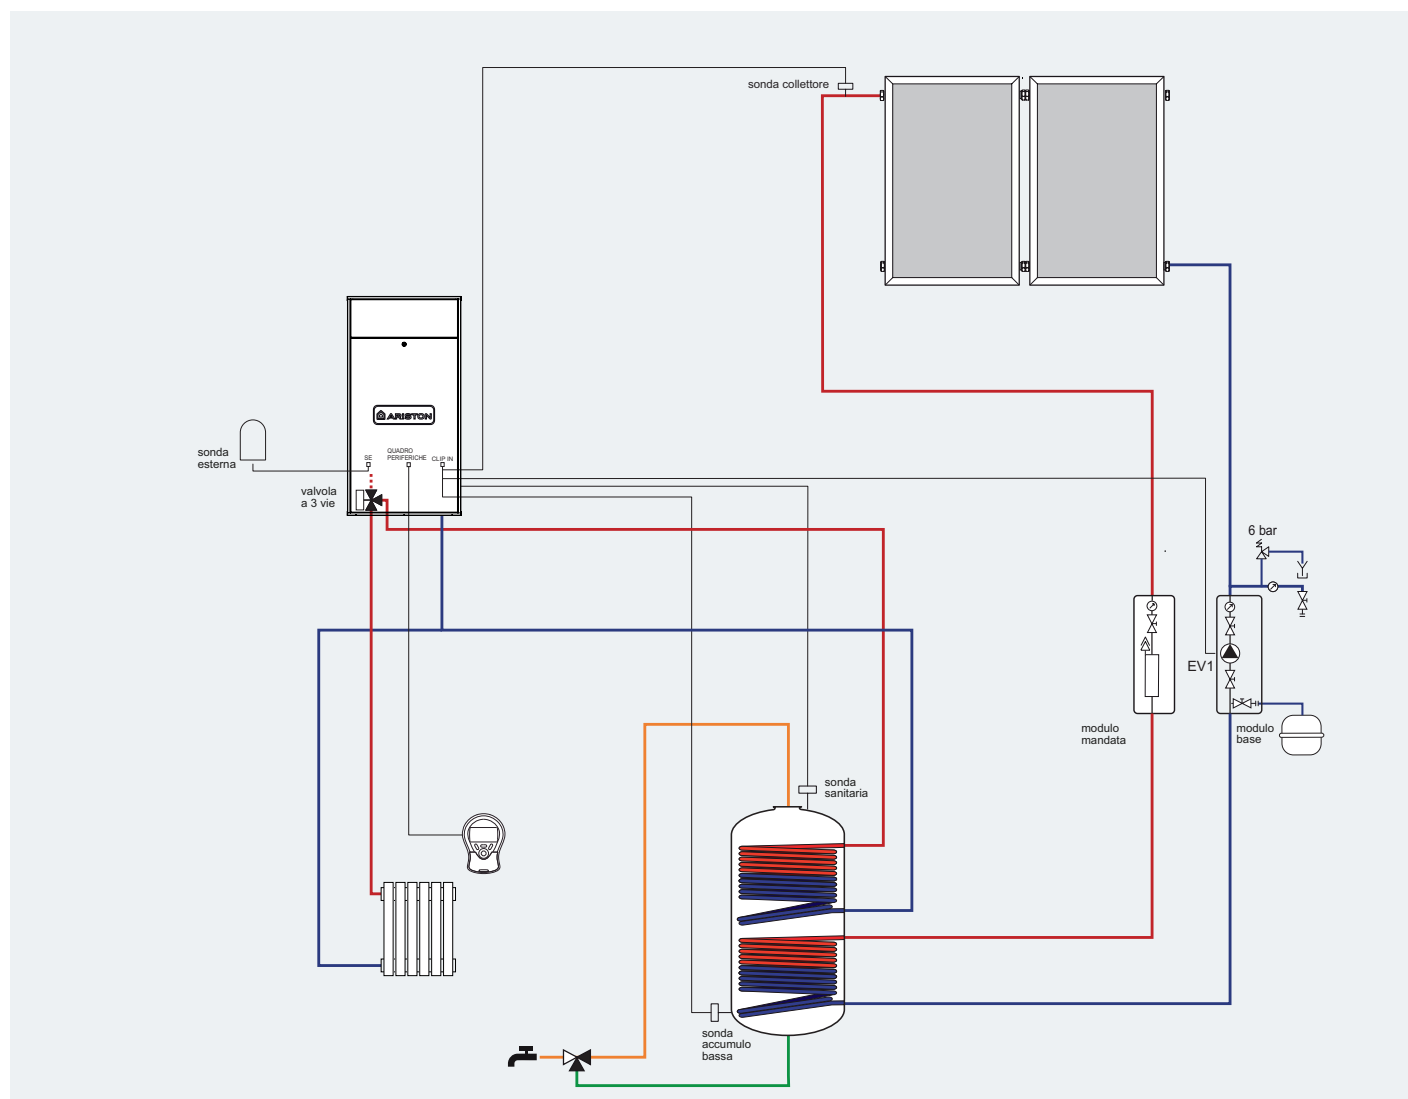 sonda collettore
ARISTON
sonda
esterna
SE
QUADRO
PERIFERICHE
CLIP IN
valvola
a 3 vie
6 bar
EV1
modulo
mandata
modulo
base
sonda
sanitaria
sonda
accumulo
bassa